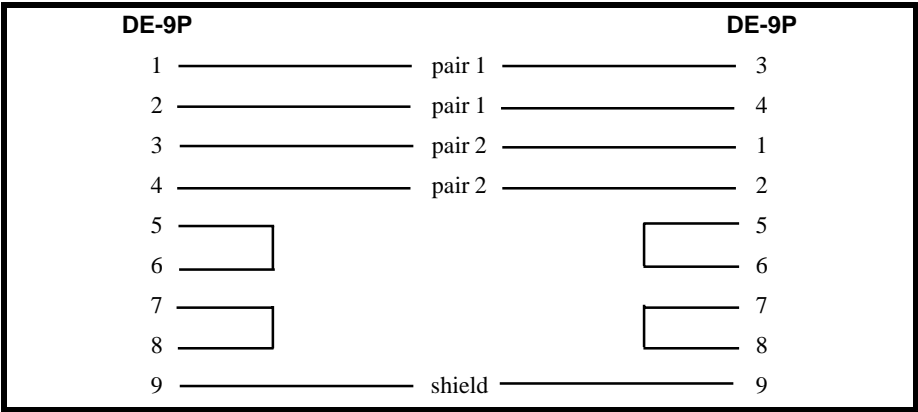 DE-9P DE-9P
1 pair 1 3
2 pair 1 4
3 pair 2 1
4 pair 2 2
5 5
6 6
7 7
8 8
9 shield 9